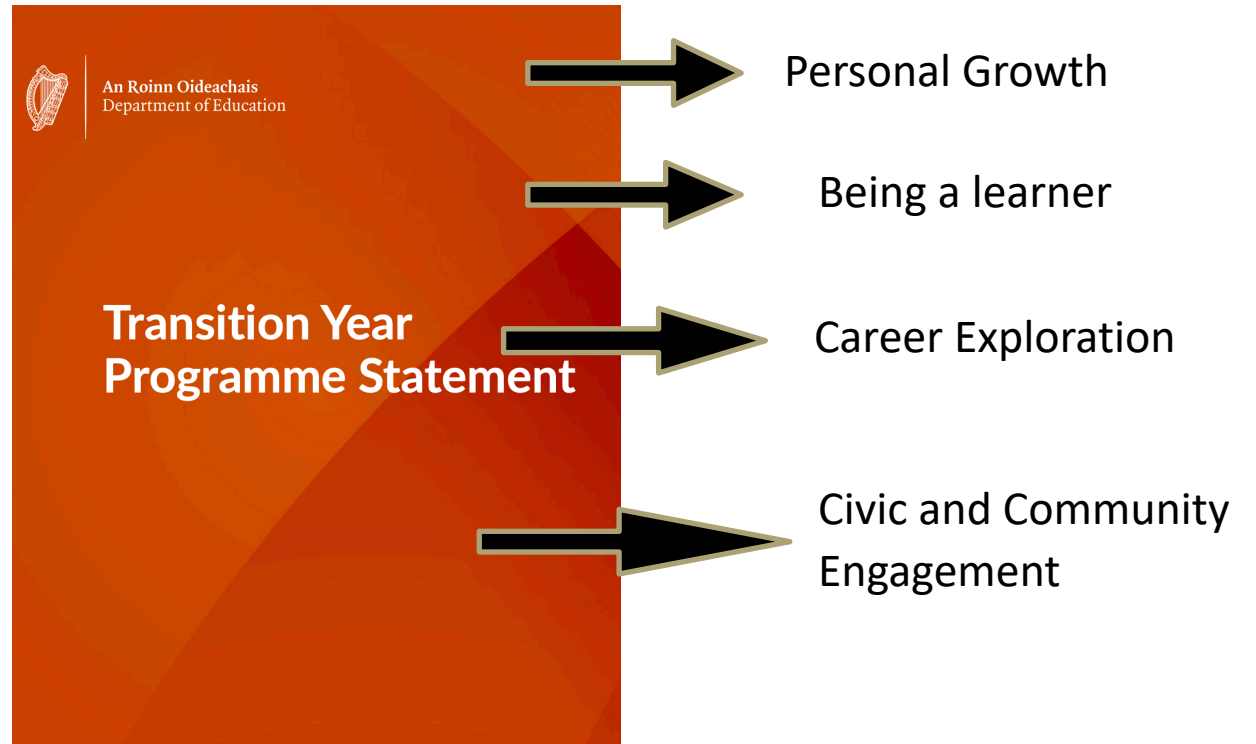 An Roinn Oideachais
Department of Education
Transition Year
Programme Statement
Personal Growth
Being a learner
Career Exploration
Civic and Community
Engagement